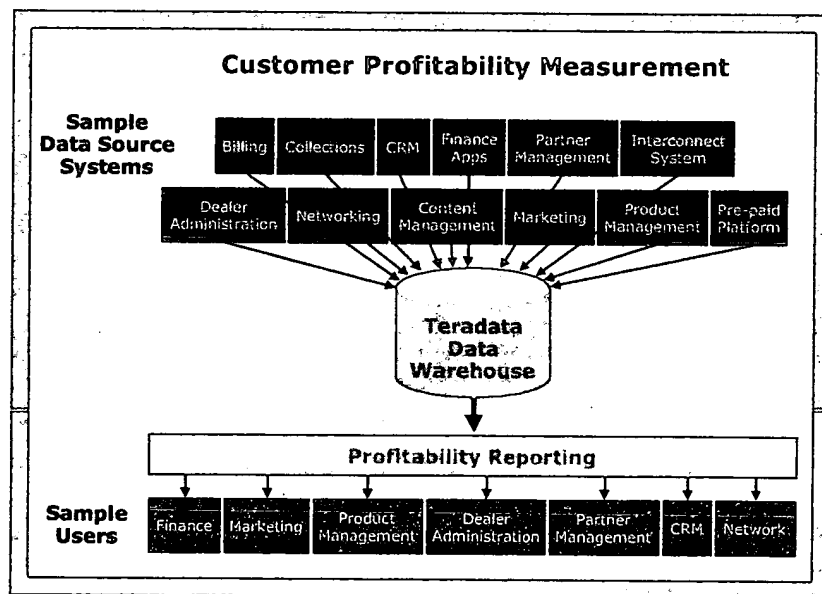 Customer Profitability Measurement
Sample
Data Source
Systems
Billing
Collections
CRM
Finance
Apps
Partner
Management
Interconnect
System
Dealer
Administration
Networking
Content
Management
Marketing
Product
Management
Pre-paid
Platform
Teradata
Data
Warehouse
Profitability Reporting
Sample
Users
Finance
Marketing
Product
Management
Dealer
Administration
Partner
Management
CRM
Network